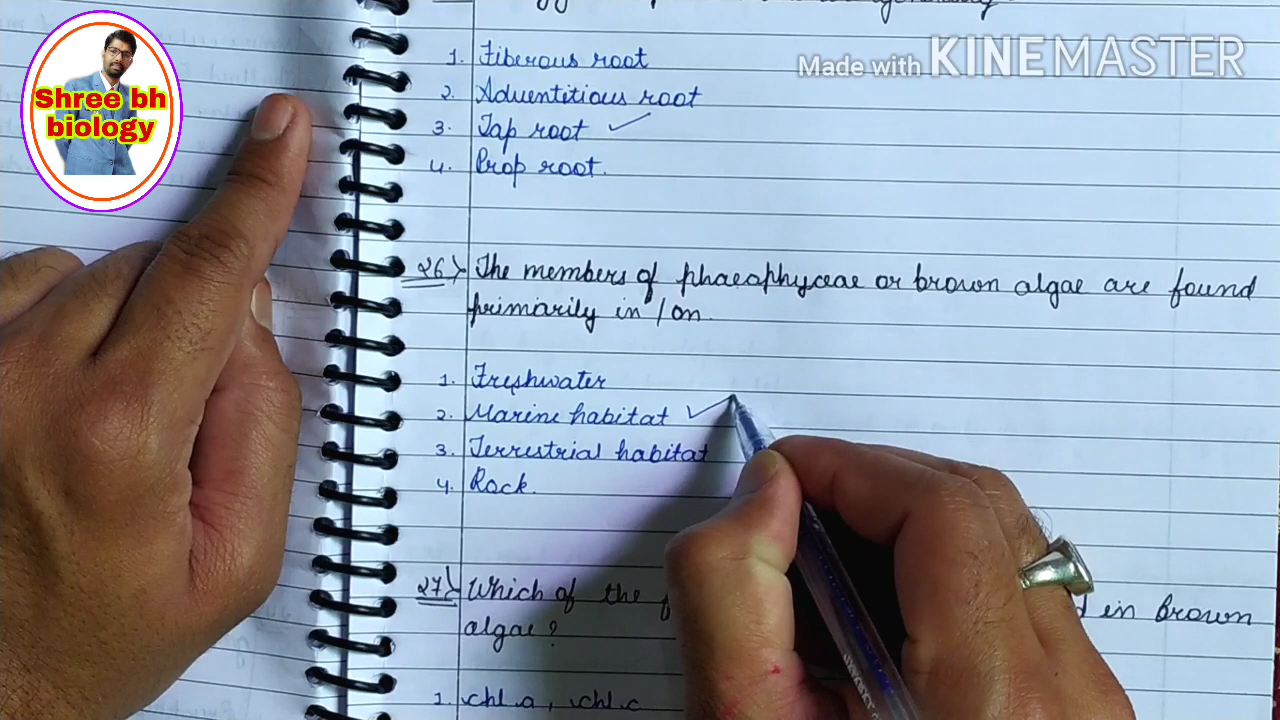 Shree bh
biology
Made with KINEMASTER
1. Fiberous root
2. Adventitious root
3. Tap root ✓
4. Prop root.
26> The members of phaeophyceae or brown algae are found
primarily in / on
1. Freshwater
2. Marine habitat ✓
3. Terrestrial habitat
4. Rock.
27> Which of the in Brown
algae?
1. chl a, chl c